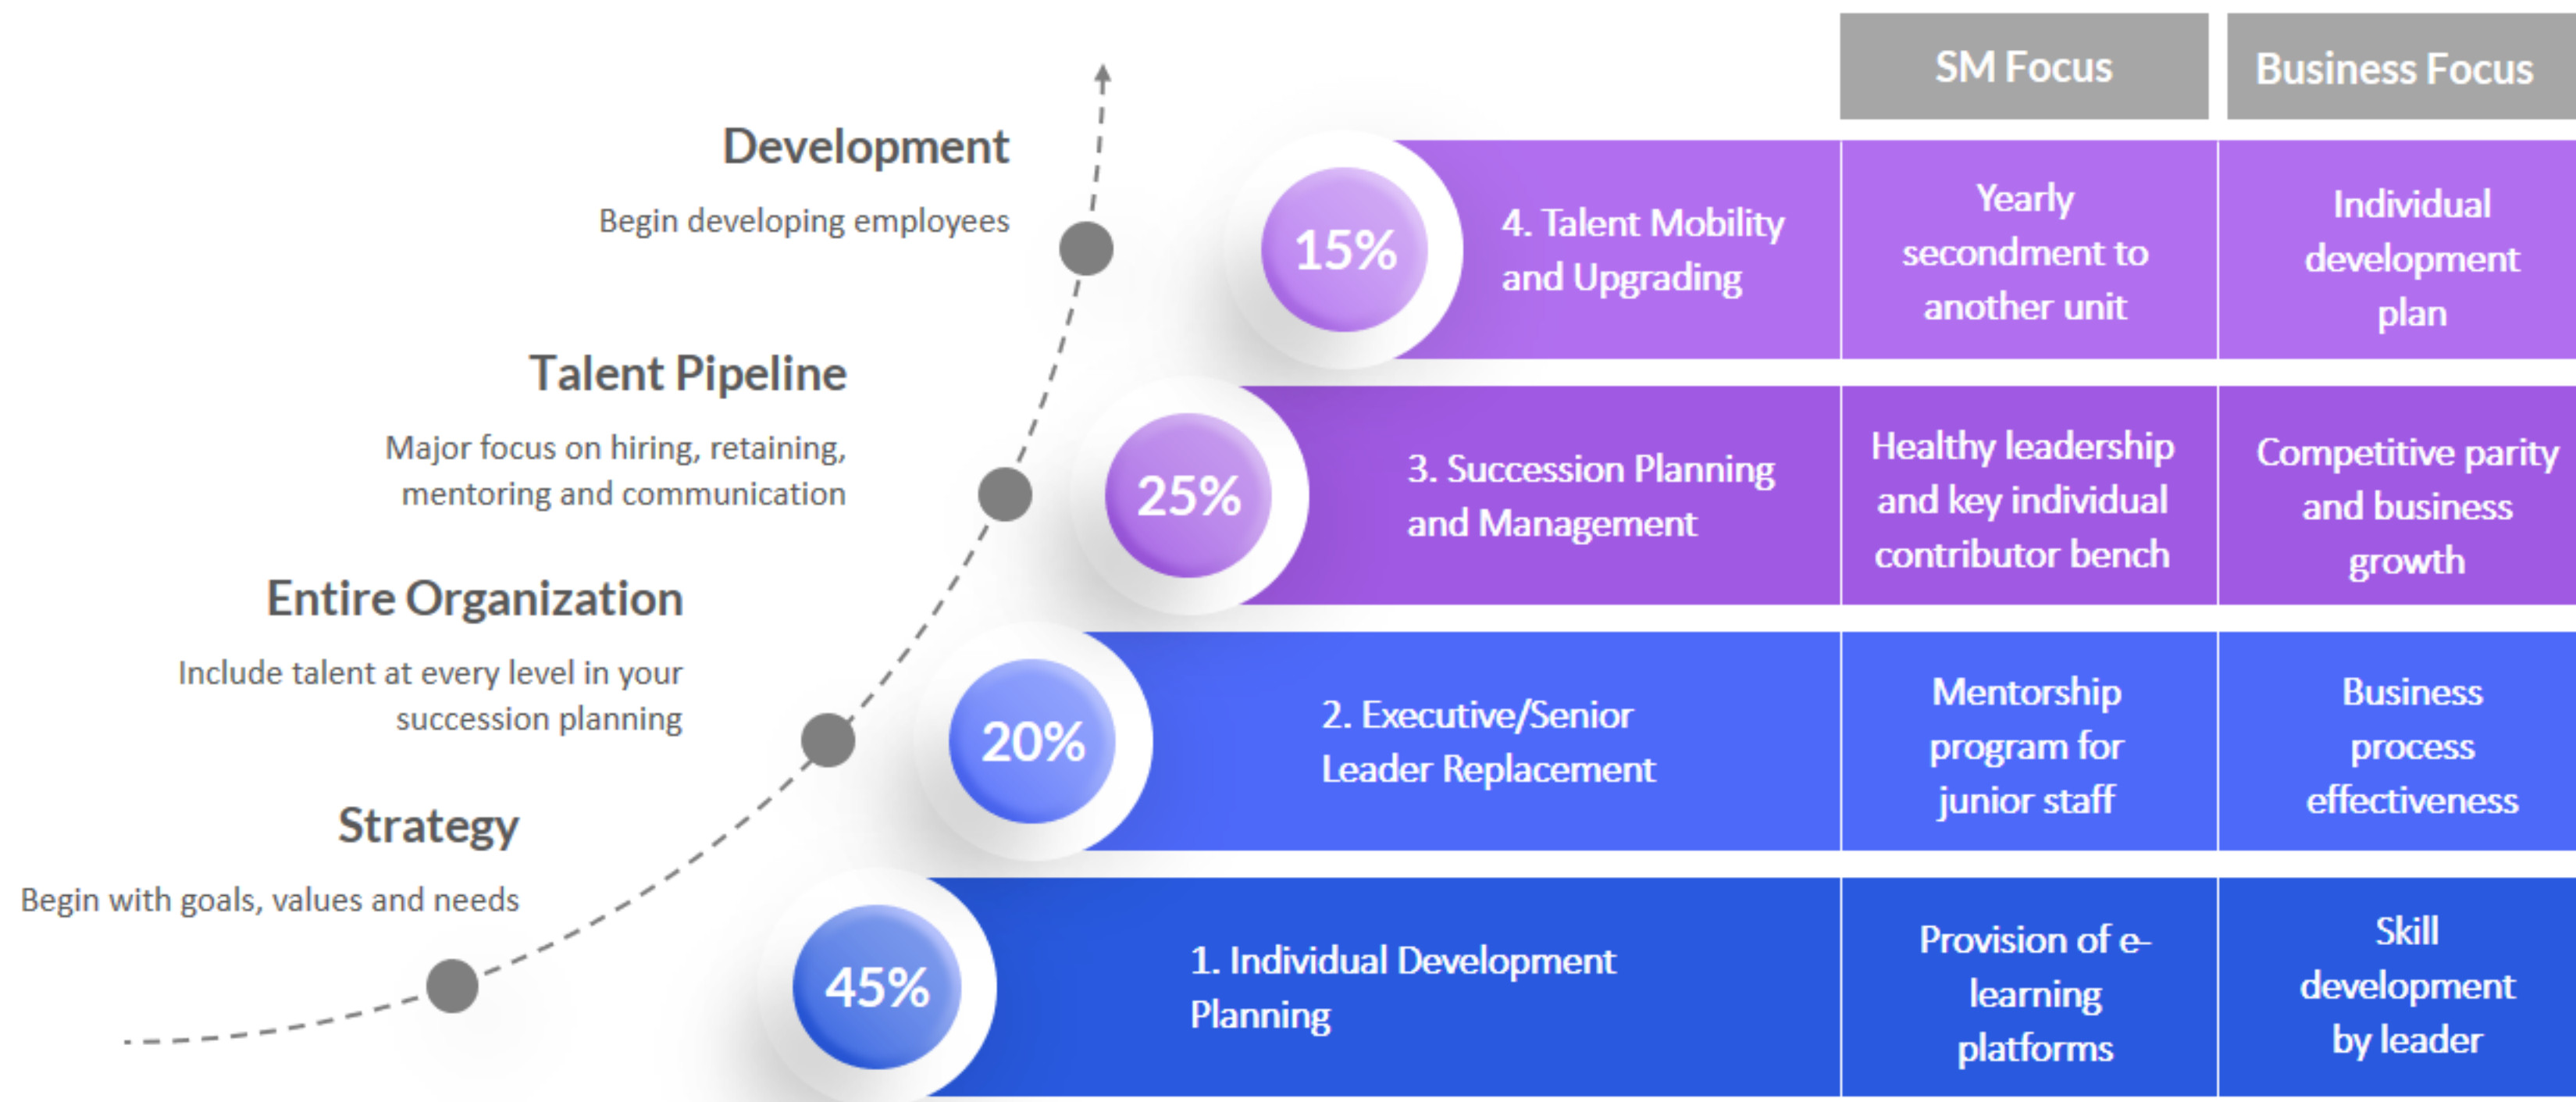 SM Focus
Business Focus
Development
Begin developing employees
15%
4. Talent Mobility
and Upgrading
Yearly
secondment to
another unit
Individual
development
plan
Talent Pipeline
Major focus on hiring, retaining,
mentoring and communication
25%
3. Succession Planning
and Management
Healthy leadership
and key individual
contributor bench
Competitive parity
and business
growth
Entire Organization
Include talent at every level in your
succession planning
20%
2. Executive/Senior
Leader Replacement
Mentorship
program for
junior staff
Business
process
effectiveness
Strategy
Begin with goals, values and needs
45%
1. Individual Development
Planning
Provision of e-
learning
platforms
Skill
development
by leader